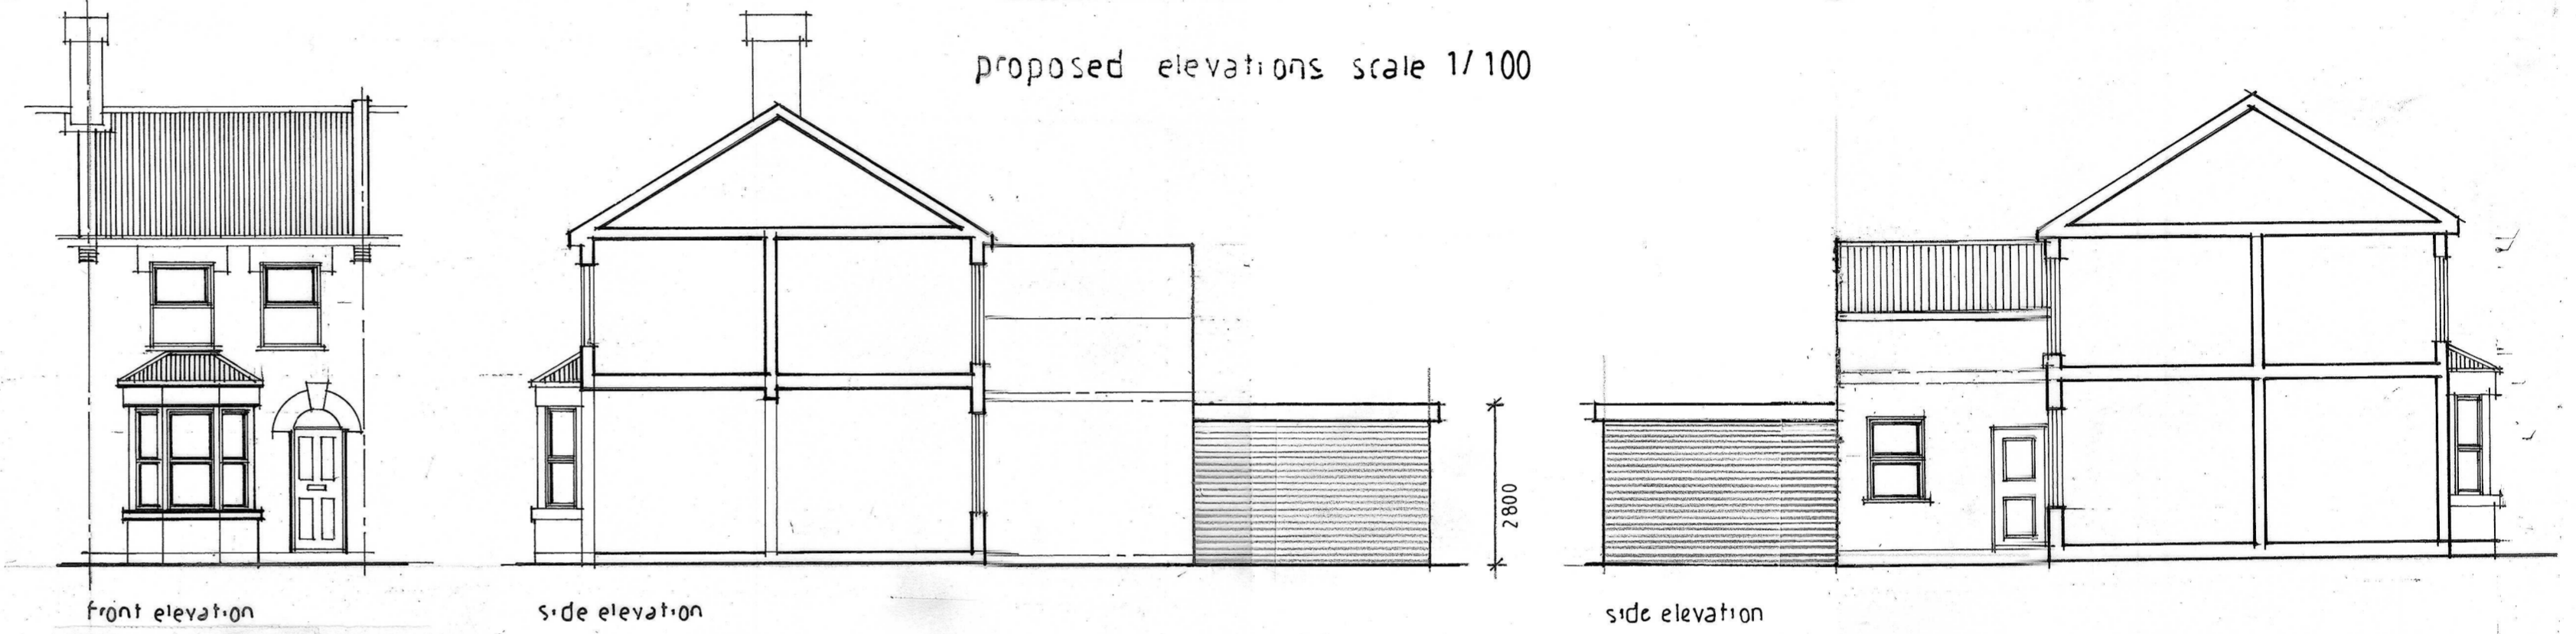 proposed elevations scale 1/100
2800
front elevation
side elevation
side elevation